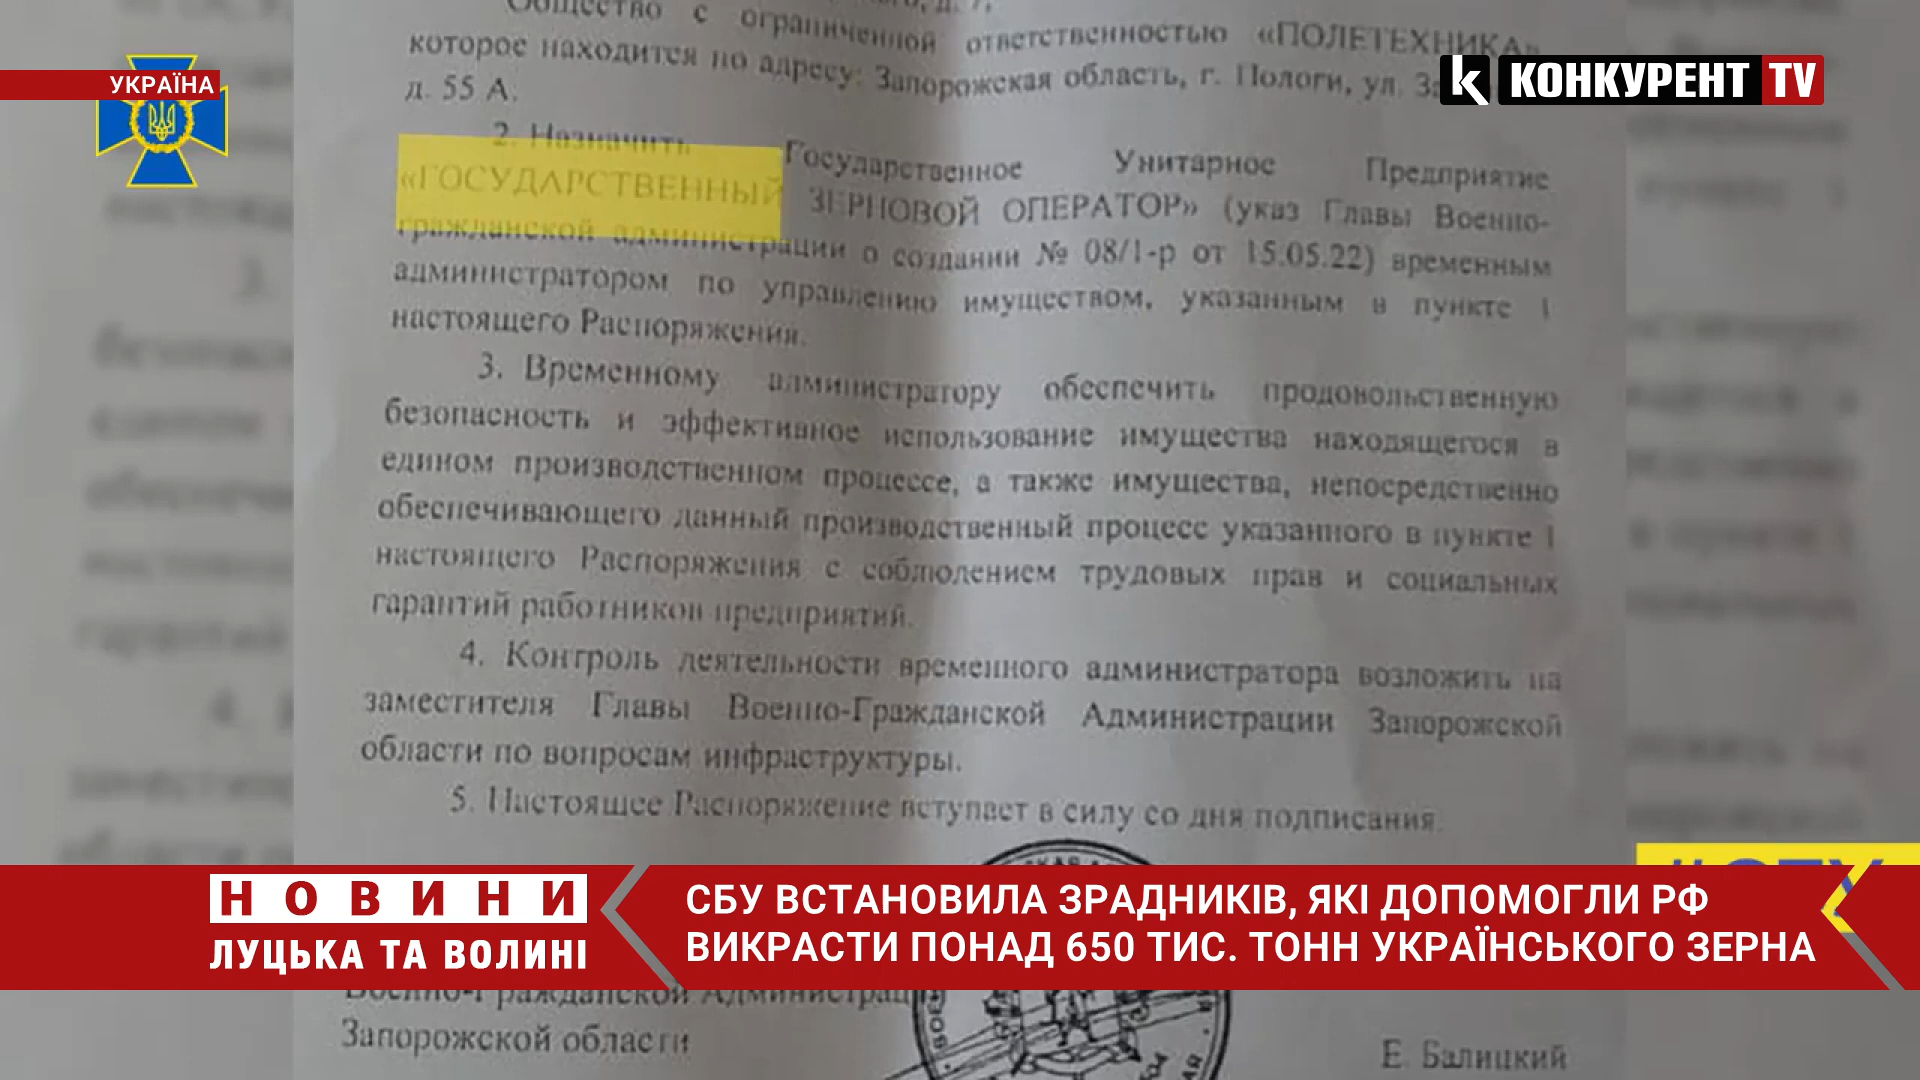 Общество с ограниченной ответственностью «ПОЛЕТЕХНИКА»,
которое находится по адресу: Запорожская область, г. Пологи, ул.
д. 55 А.
2. Назначить Государственное Унитарное Предприятие
«ГОСУДАРСТВЕННЫЙ ЗЕРНОВОЙ ОПЕРАТОР» (указ Главы Военно-
гражданской администрации о создании № 08/1-р от 15.05.22) временным
администратором по управлению имуществом, указанным в пункте 1
настоящего Распоряжения.
3. Временному администратору обеспечить продовольственную
безопасность и эффективное использование имущества находящегося в
едином производственном процессе, а также имущества, непосредственно
обеспечивающего данный производственный процесс указанного в пункте 1
настоящего Распоряжения с соблюдением трудовых прав и социальных
гарантий работников предприятий.
4. Контроль деятельности временного администратора возложить на
заместителя Главы Военно-Гражданской Администрации Запорожской
области по вопросам инфраструктуры.
5. Настоящее Распоряжение вступает в силу со дня подписания.
Военно-Гражданской
Запорожской области
Е. Балицкий
УКРАЇНА
КОНКУРЕНТ TV
НОВИНИ
ЛУЦЬКА ТА ВОЛИНІ
СБУ ВСТАНОВИЛА ЗРАДНИКІВ, ЯКІ ДОПОМОГЛИ РФ
ВИКРАСТИ ПОНАД 650 ТИС. ТОНН УКРАЇНСЬКОГО ЗЕРНА